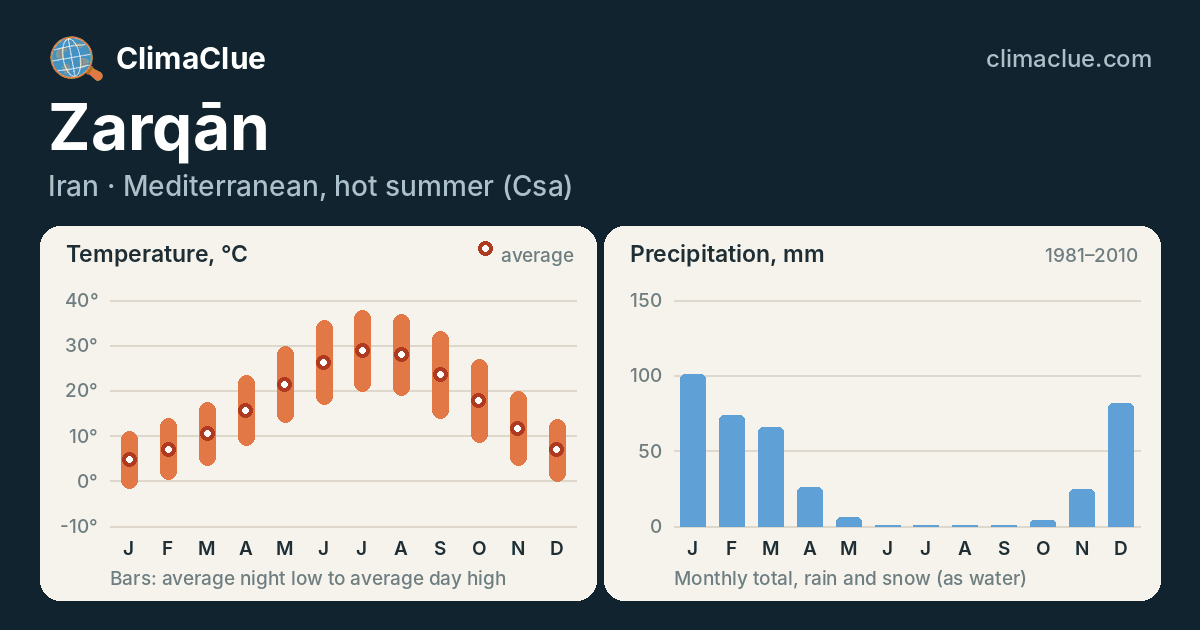 ClimaClue
climaclue.com
Zarqān
Iran · Mediterranean, hot summer (Csa)
Temperature, °C
average
40°
30°
20°
10°
0°
-10°
J F M A M J J A S O N D
Bars: average night low to average day high
Precipitation, mm
1981–2010
150
100
50
0
J F M A M J J A S O N D
Monthly total, rain and snow (as water)